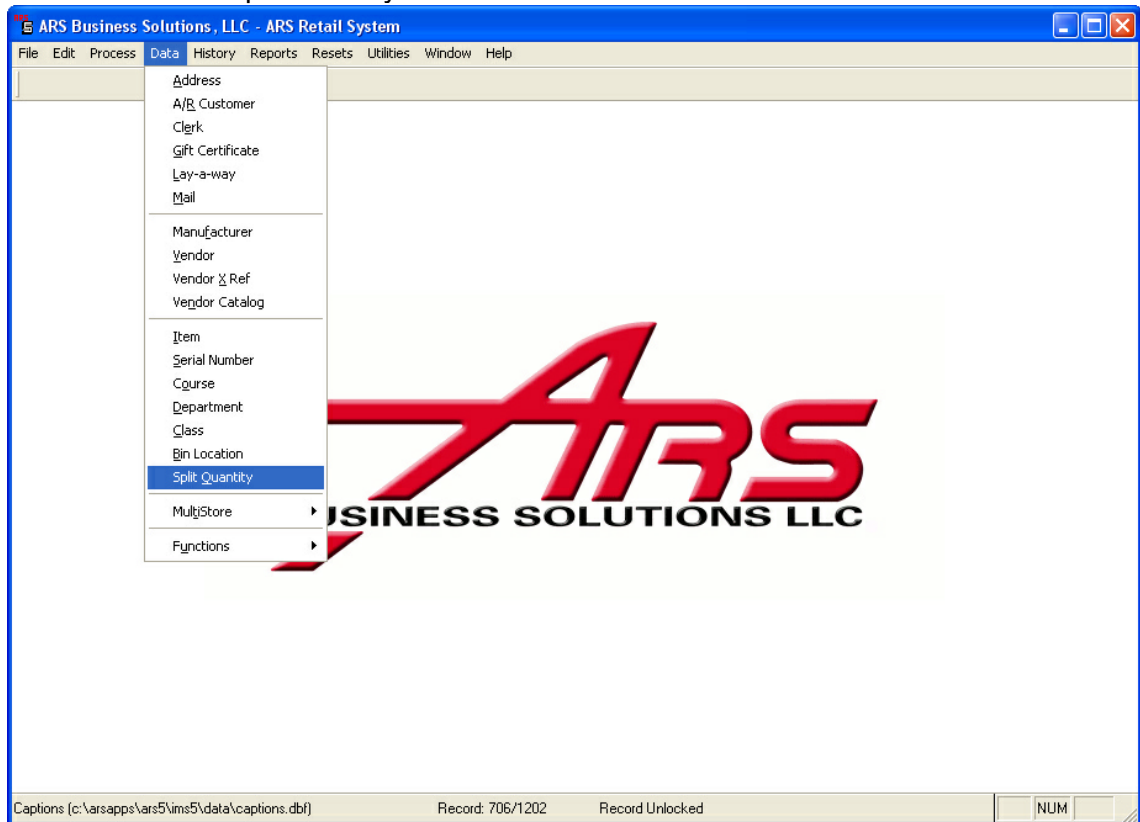 ARS Business Solutions, LLC - ARS Retail System
File Edit Process Data History Reports Resets Utilities Window Help
Address
A/R Customer
Clerk
Gift Certificate
Lay-a-way
Mail
Manufacturer
Vendor
Vendor X Ref
Vendor Catalog
Item
Serial Number
Course
Department
Class
Bin Location
Split Quantity
MultiStore
Functions
ARS
USINESS SOLUTIONS LLC
Captions (c:\arsapps\ars5\ims5\data\captions.dbf) Record: 706/1202 Record Unlocked NUM